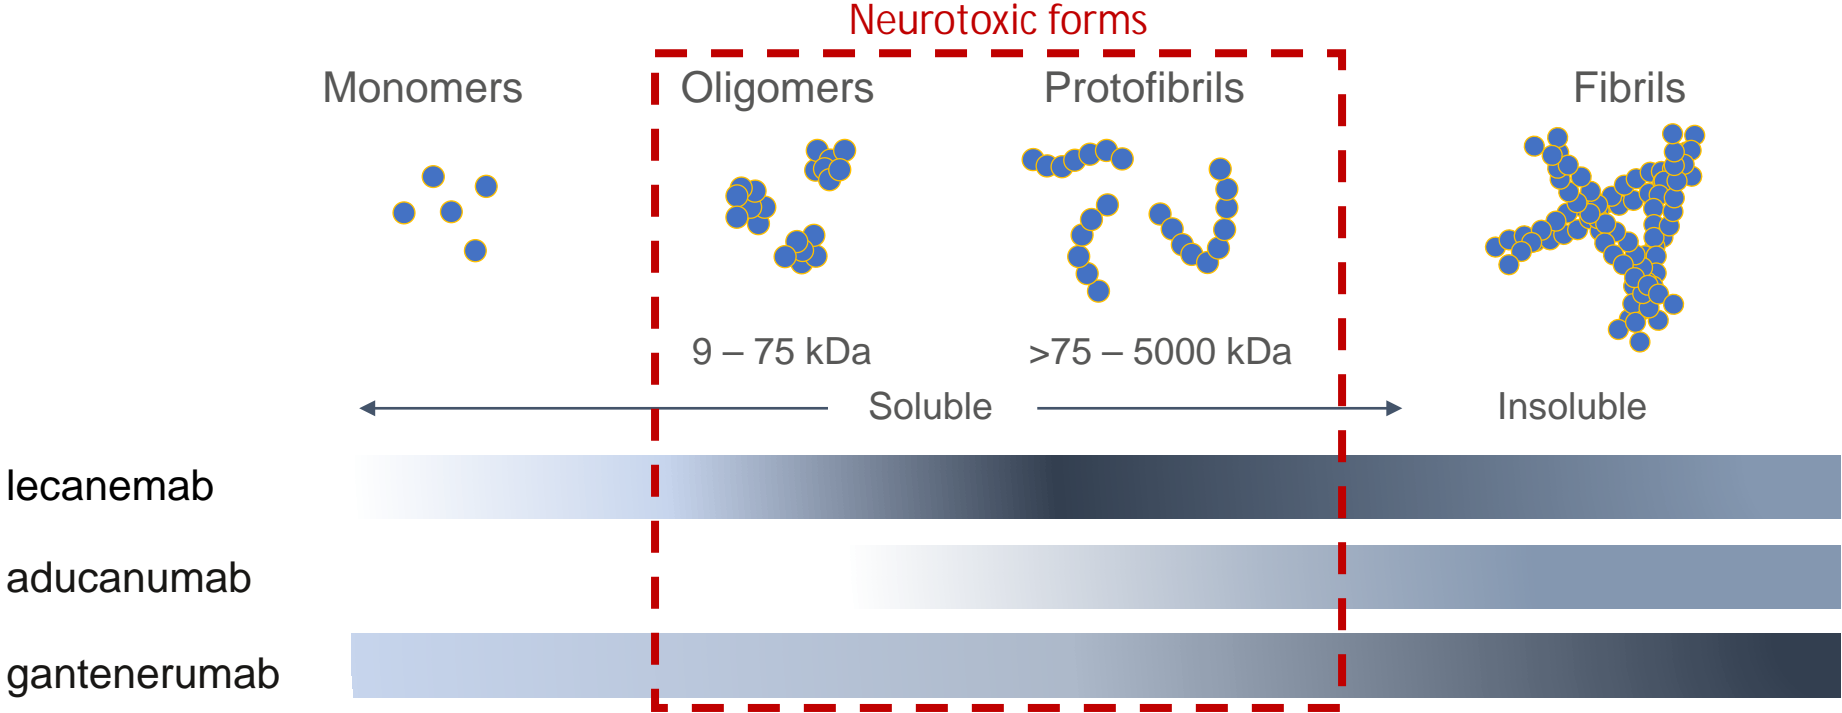 Neurotoxic forms
Monomers
Oligomers
Protofibrils
Fibrils
9 – 75 kDa
>75 – 5000 kDa
Soluble
Insoluble
lecanemab
aducanumab
gantenerumab